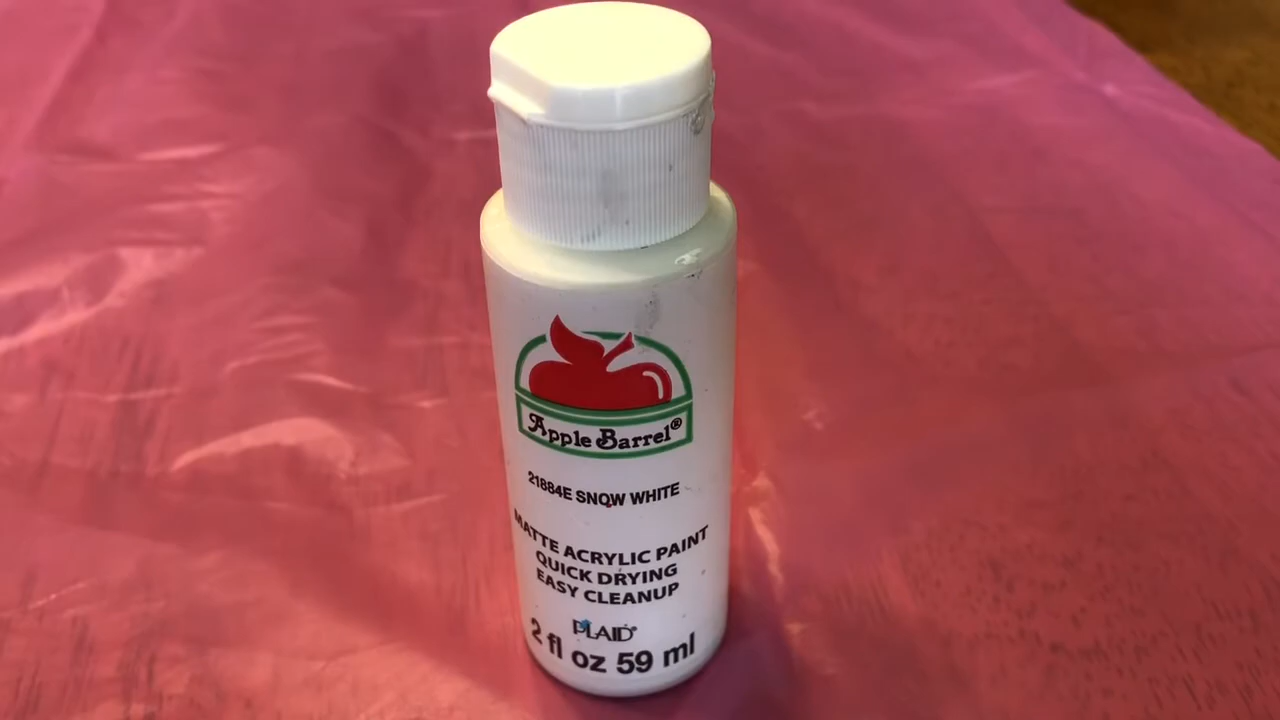 Apple Barrel®
21884E SNOW WHITE
MATTE ACRYLIC PAINT
QUICK DRYING
EASY CLEANUP
PLAID®
2 fl oz 59 ml